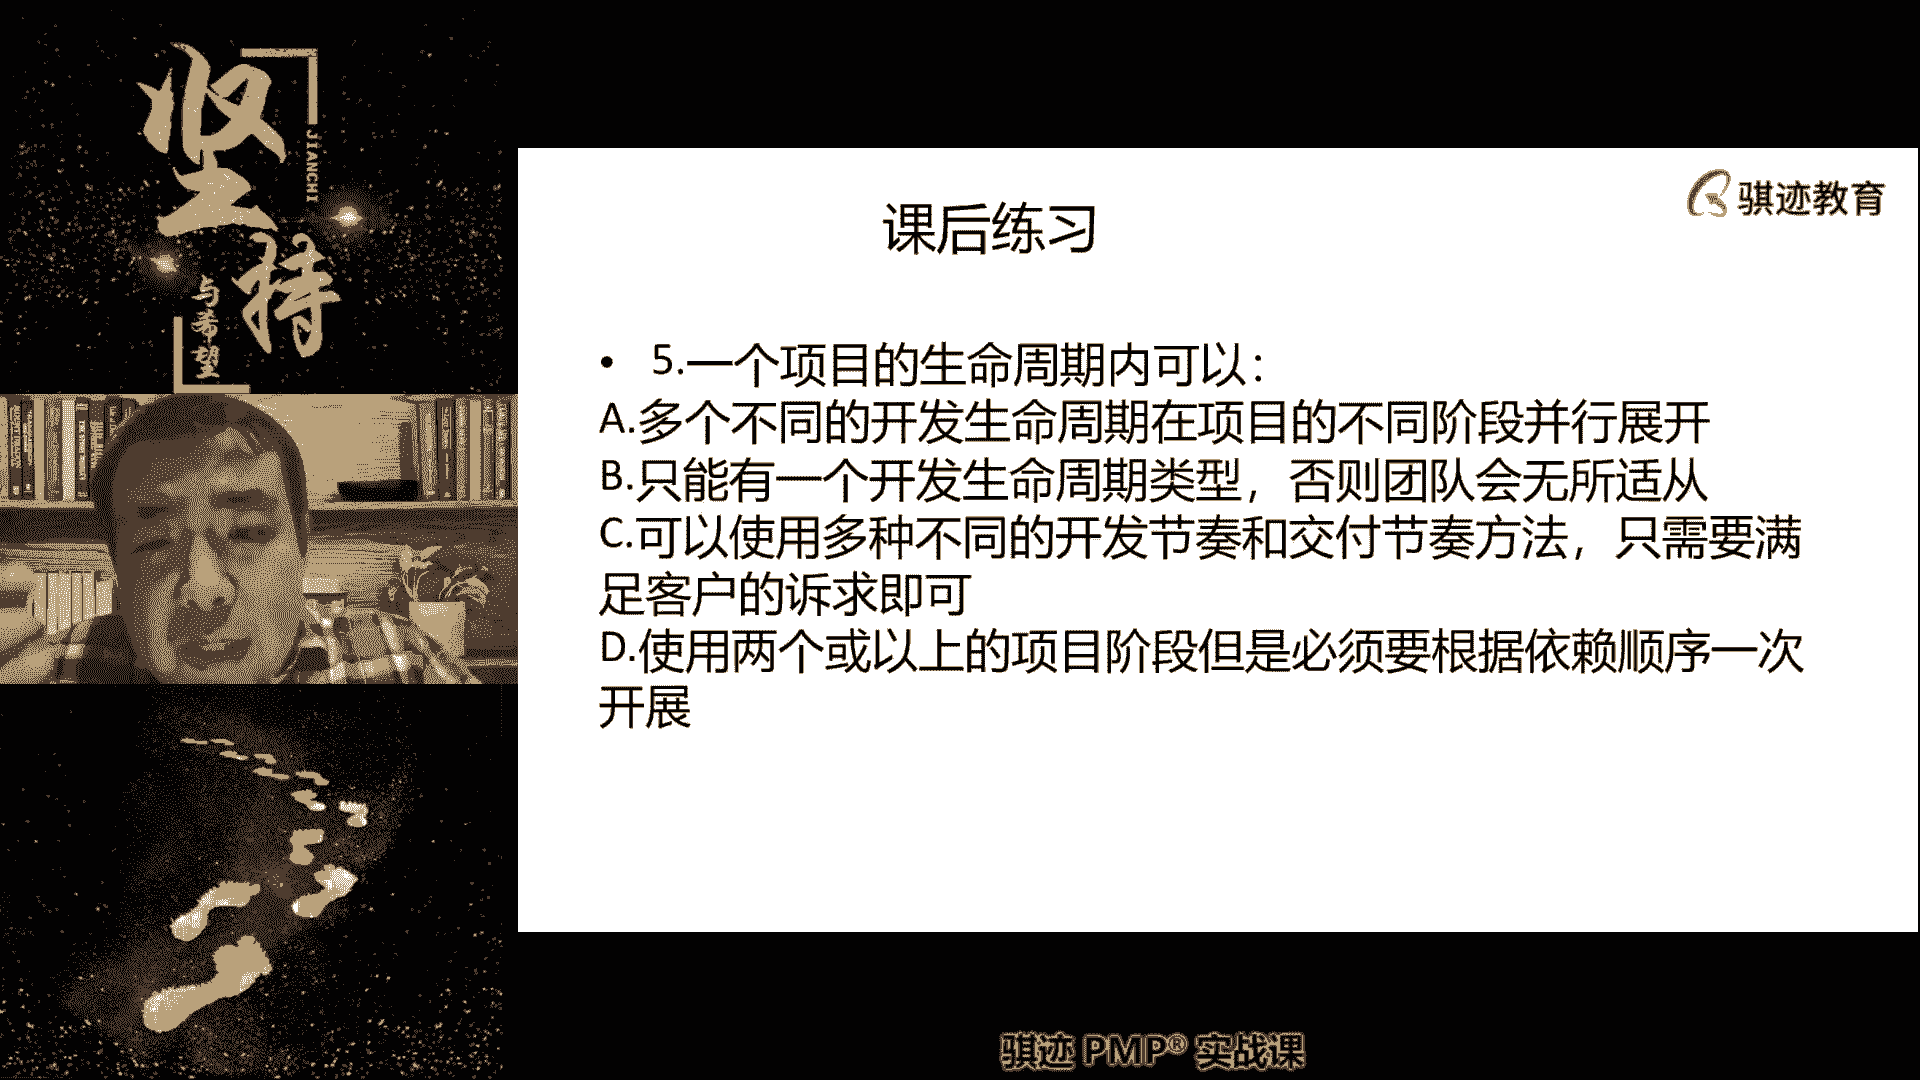 坚持
JIANCHI
与希望
骐迹教育
课后练习
• 5.一个项目的生命周期内可以：
A.多个不同的开发生命周期在项目的不同阶段并行展开
B.只能有一个开发生命周期类型，否则团队会无所适从
C.可以使用多种不同的开发节奏和交付节奏方法，只需要满
足客户的诉求即可
D.使用两个或以上的项目阶段但是必须要根据依赖顺序一次
开展
骐迹 PMP® 实战课